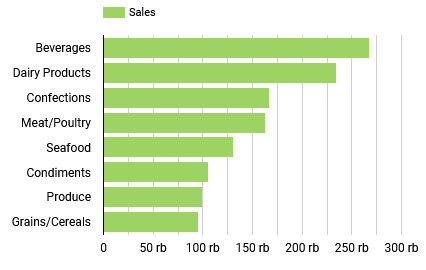 Sales
Beverages
Dairy Products
Confections
Meat/Poultry
Seafood
Condiments
Produce
Grains/Cereals
0 50 rb 100 rb 150 rb 200 rb 250 rb 300 rb